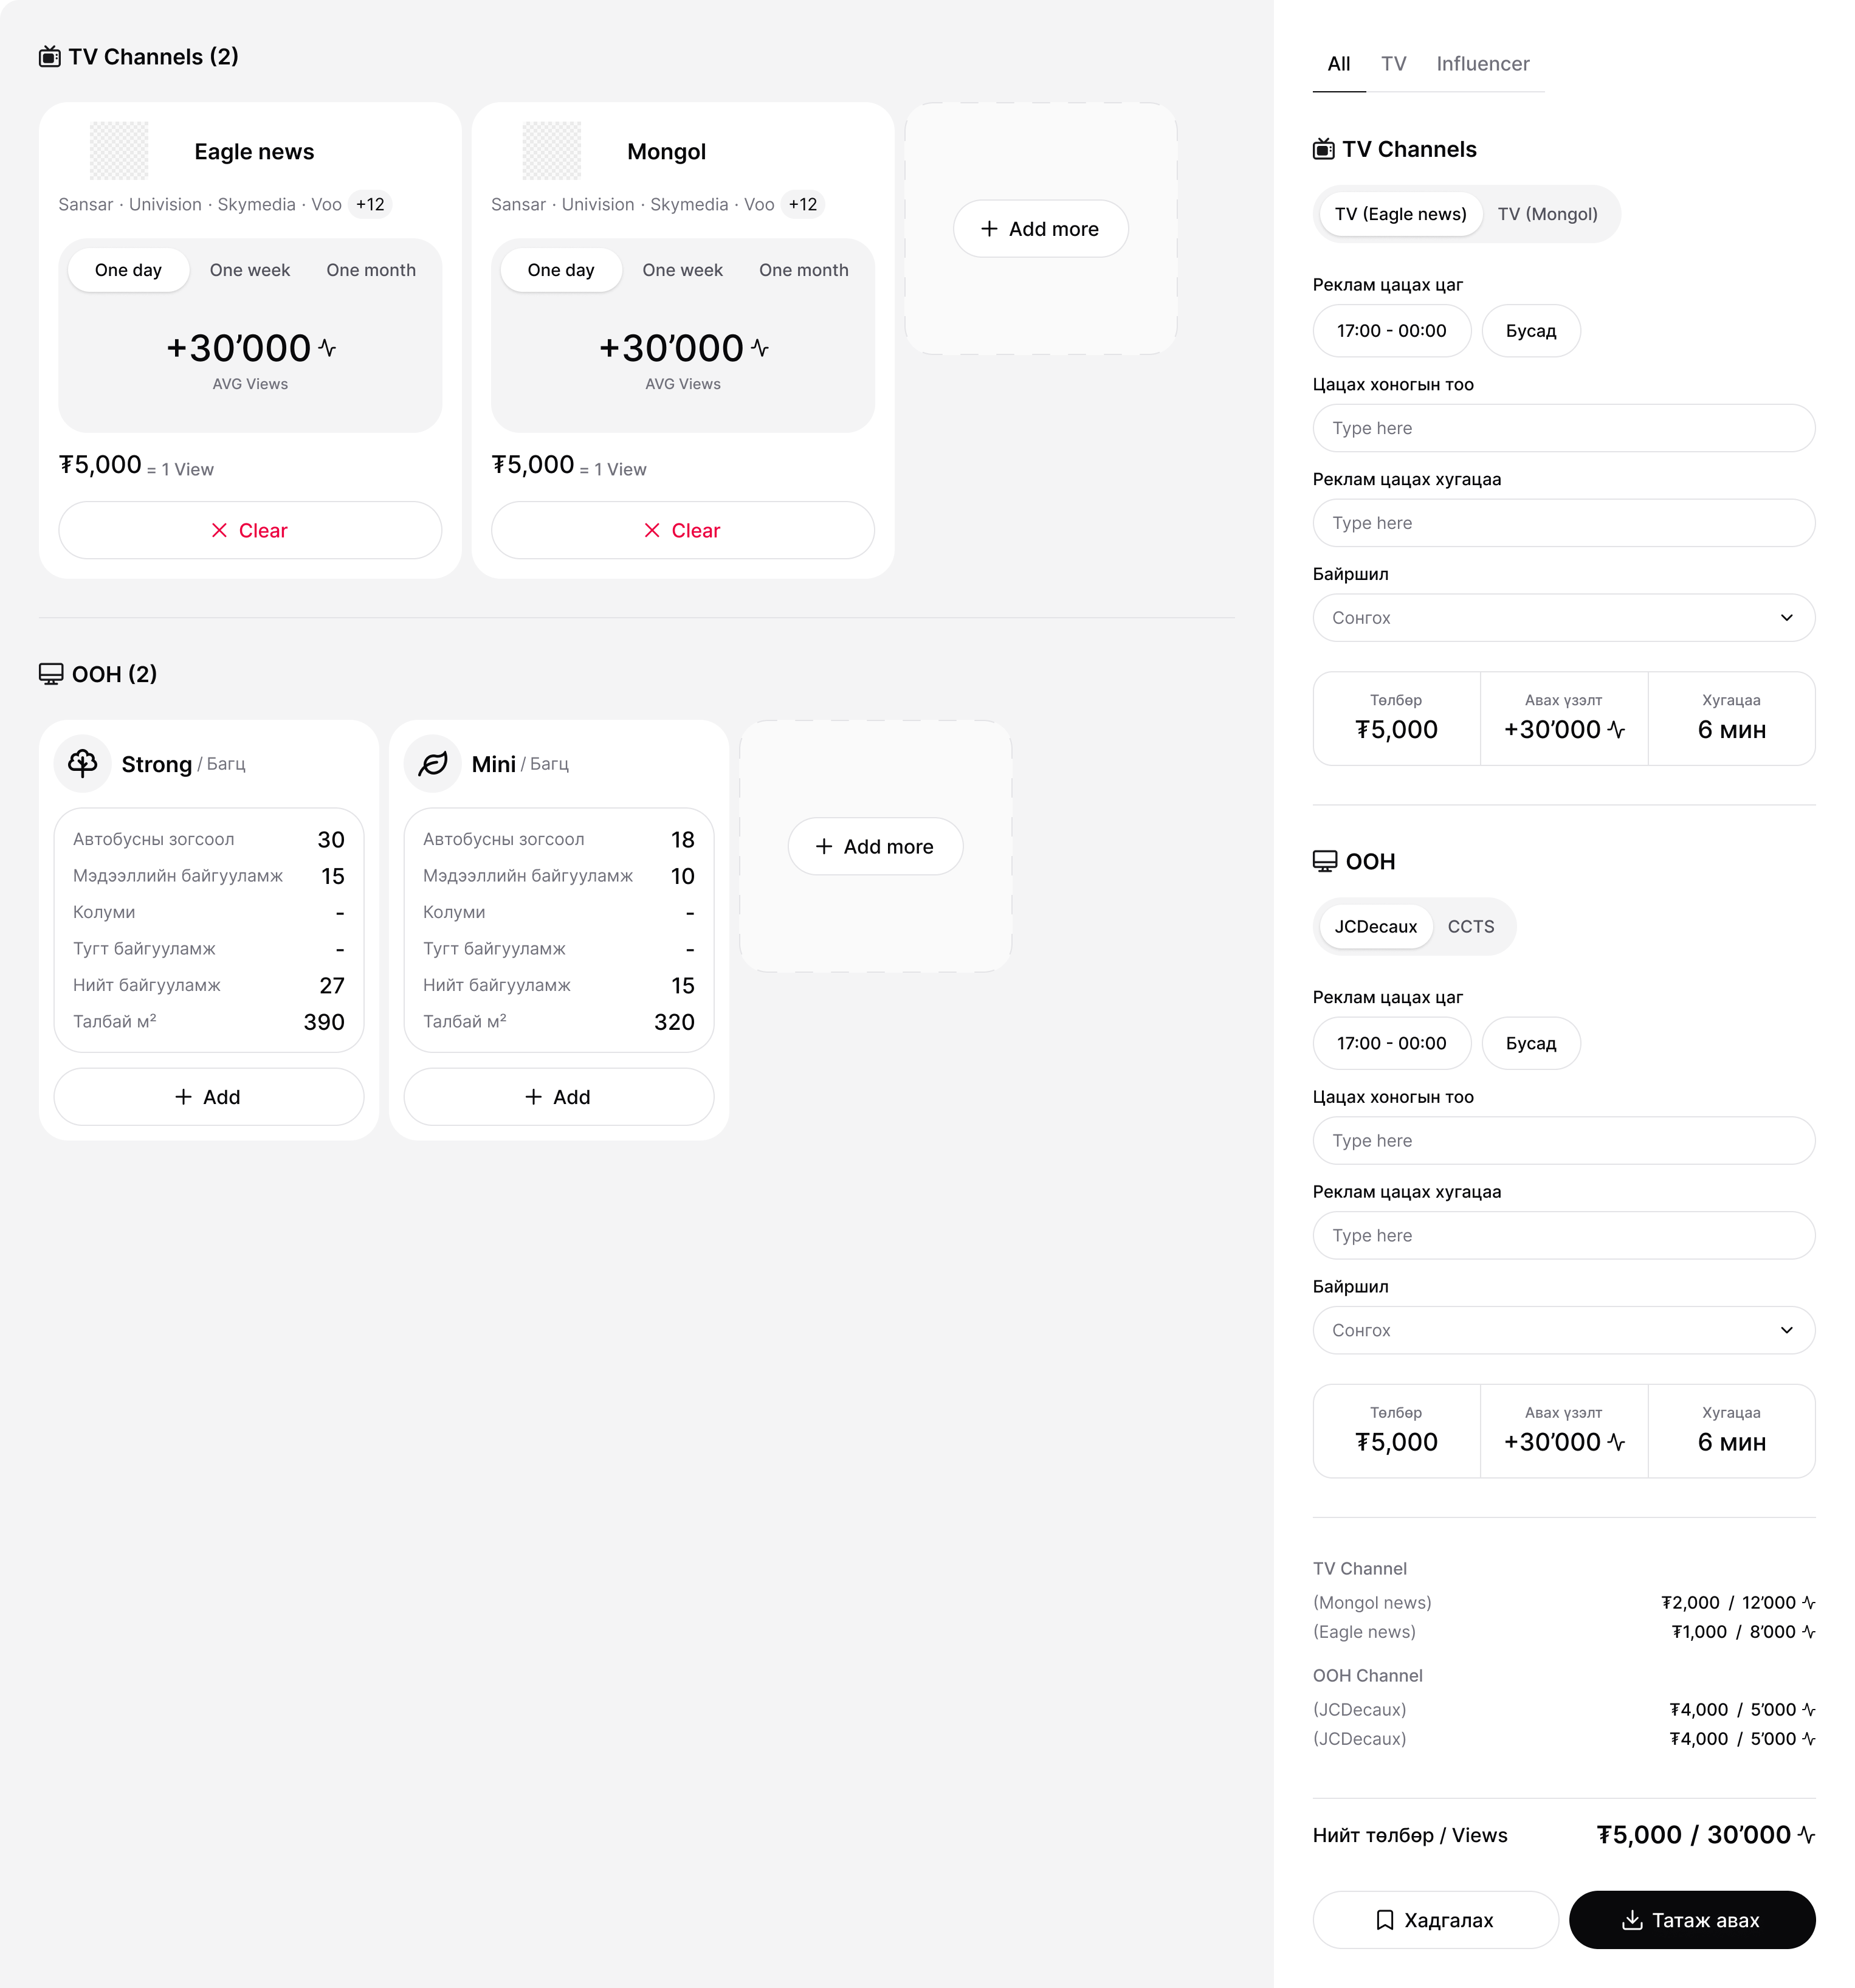 TV Channels (2)
Eagle news
Sansar · Univision · Skymedia · Voo +12
One day One week One month
+30’000
AVG Views
₮5,000 = 1 View
Clear
Mongol
Sansar · Univision · Skymedia · Voo +12
One day One week One month
+30’000
AVG Views
₮5,000 = 1 View
Clear
Add more
OOH (2)
Strong / Багц
Автобусны зогсоол 30
Мэдээллийн байгууламж 15
Колуми -
Тугт байгууламж -
Нийт байгууламж 27
Талбай м² 390
Add
Mini / Багц
Автобусны зогсоол 18
Мэдээллийн байгууламж 10
Колуми -
Тугт байгууламж -
Нийт байгууламж 15
Талбай м² 320
Add
Add more
All TV Influencer
TV Channels
TV (Eagle news) TV (Mongol)
Реклам цацах цаг
17:00 - 00:00 Бусад
Цацах хоногын тоо
Type here
Реклам цацах хугацаа
Type here
Байршил
Сонгох
Төлбөр Авах үзэлт Хугацаа
₮5,000 +30’000 6 мин
OOH
JCDecaux CCTS
Реклам цацах цаг
17:00 - 00:00 Бусад
Цацах хоногын тоо
Type here
Реклам цацах хугацаа
Type here
Байршил
Сонгох
Төлбөр Авах үзэлт Хугацаа
₮5,000 +30’000 6 мин
TV Channel
(Mongol news) ₮2,000 / 12’000
(Eagle news) ₮1,000 / 8’000
OOH Channel
(JCDecaux) ₮4,000 / 5’000
(JCDecaux) ₮4,000 / 5’000
Нийт төлбөр / Views ₮5,000 / 30’000
Хадгалах Татаж авах